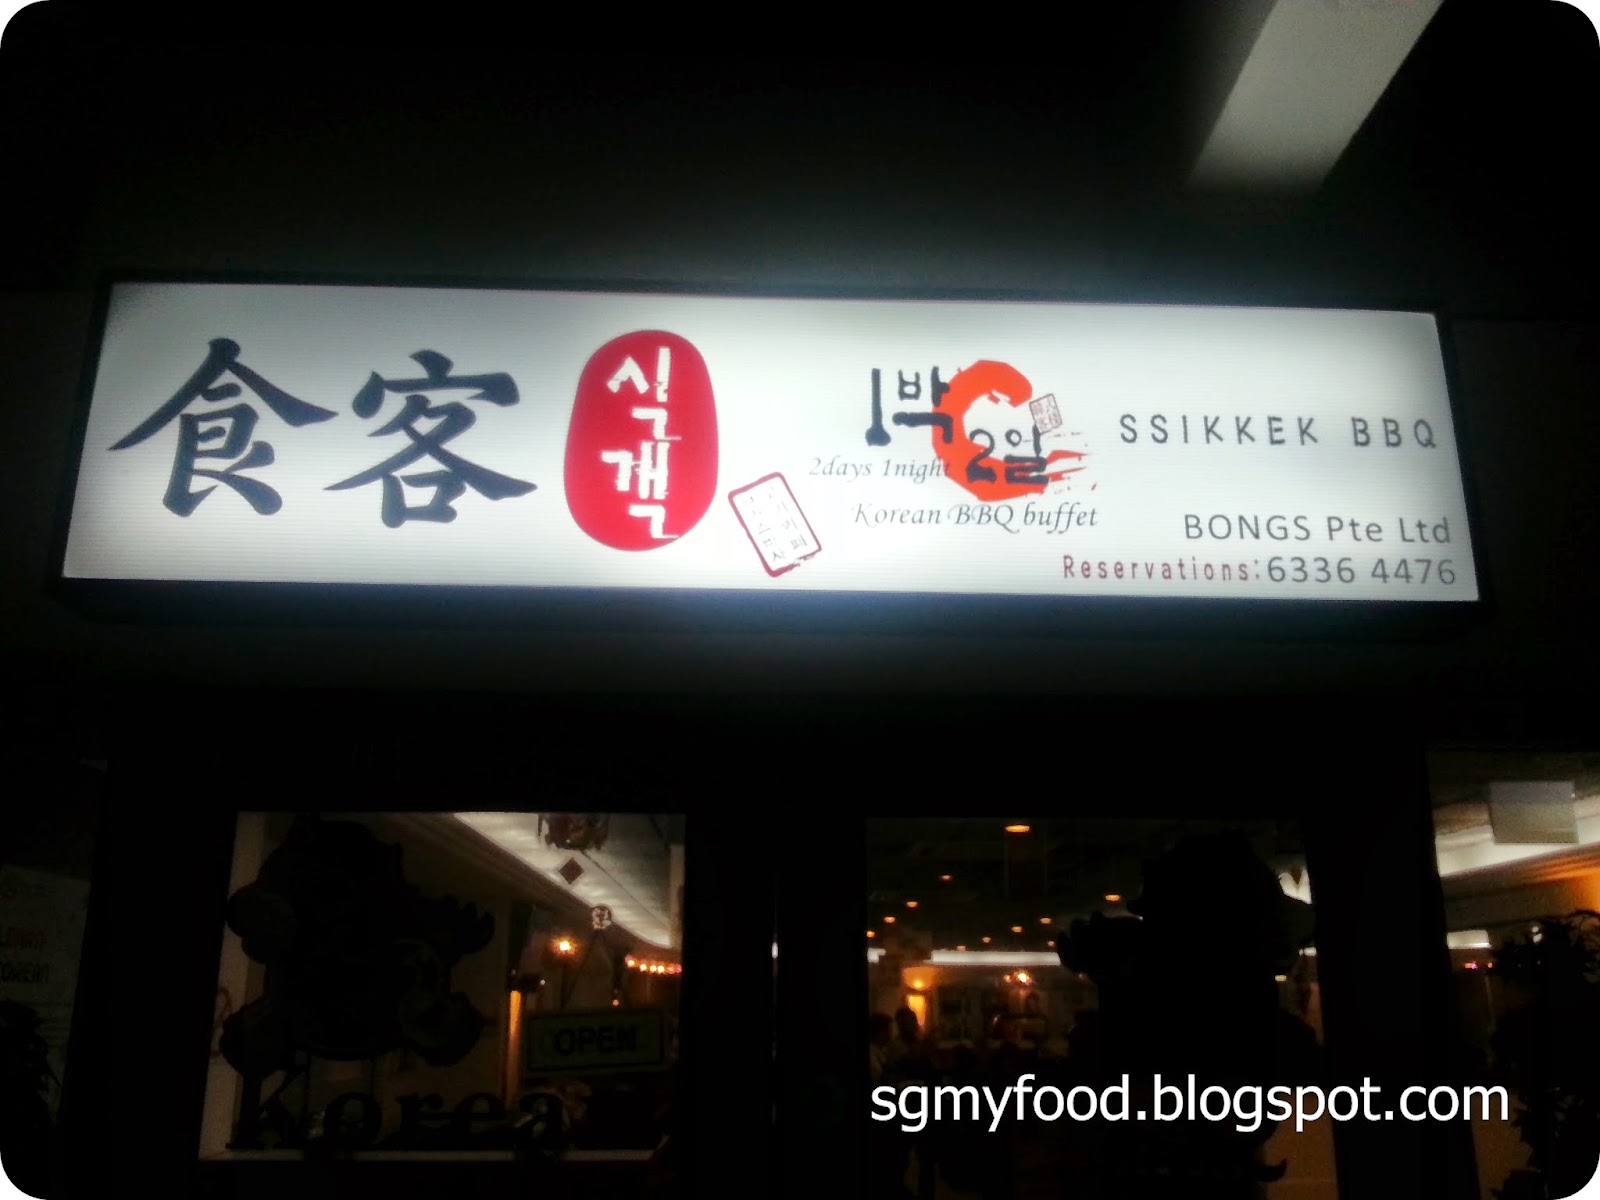 食客
식객
1박
2일
2days 1night
Korean BBQ buffet
SSIKKEK BBQ
BONGS Pte Ltd
Reservations:6336 4476
OPEN
Korea
sgmyfood.blogspot.com